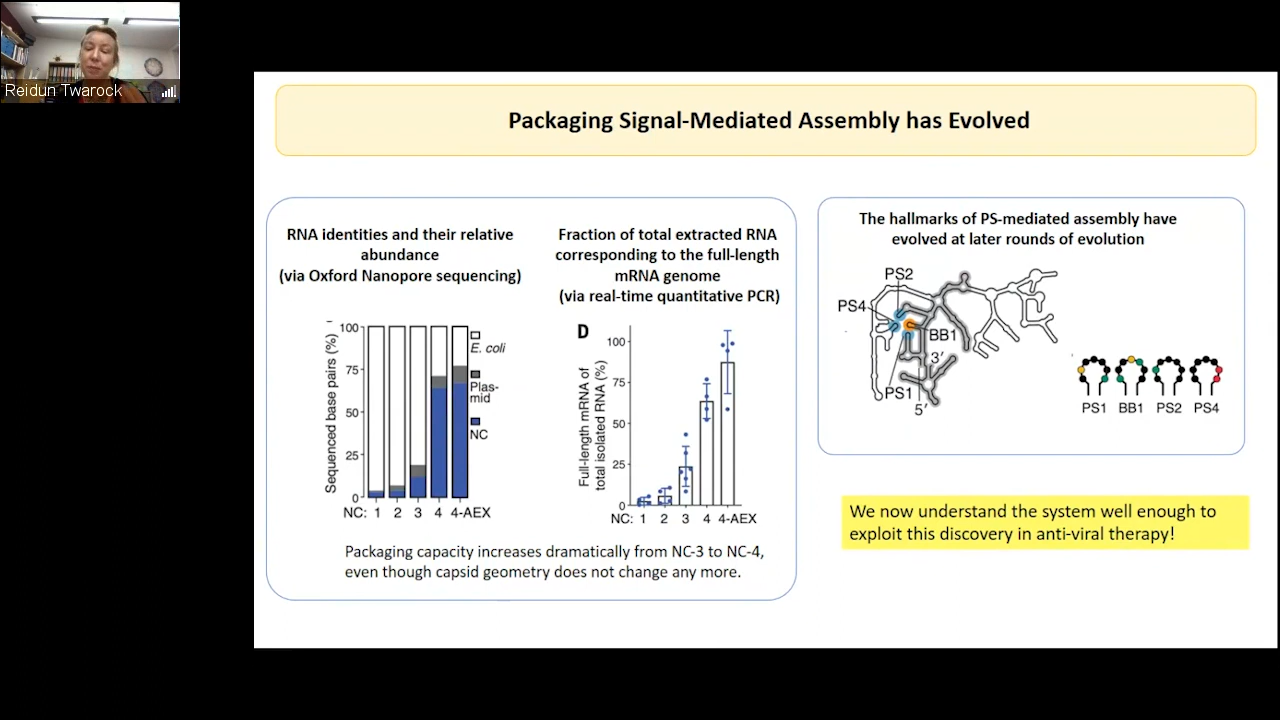 Reidun Twarock
Packaging Signal-Mediated Assembly has Evolved
RNA identities and their relative
abundance
(via Oxford Nanopore sequencing)
100
75
50
25
0
Sequenced base pairs (%)
NC: 1 2 3 4 4-AEX
E. coli
Plas-
mid
NC
Fraction of total extracted RNA
corresponding to the full-length
mRNA genome
(via real-time quantitative PCR)
D
100
75
50
25
0
Full-length mRNA of
total isolated RNA (%)
NC: 1 2 3 4 4-AEX
Packaging capacity increases dramatically from NC-3 to NC-4,
even though capsid geometry does not change any more.
The hallmarks of PS-mediated assembly have
evolved at later rounds of evolution
PS2
PS4
BB1
3′
PS1
5′
PS1 BB1 PS2 PS4
We now understand the system well enough to
exploit this discovery in anti-viral therapy!